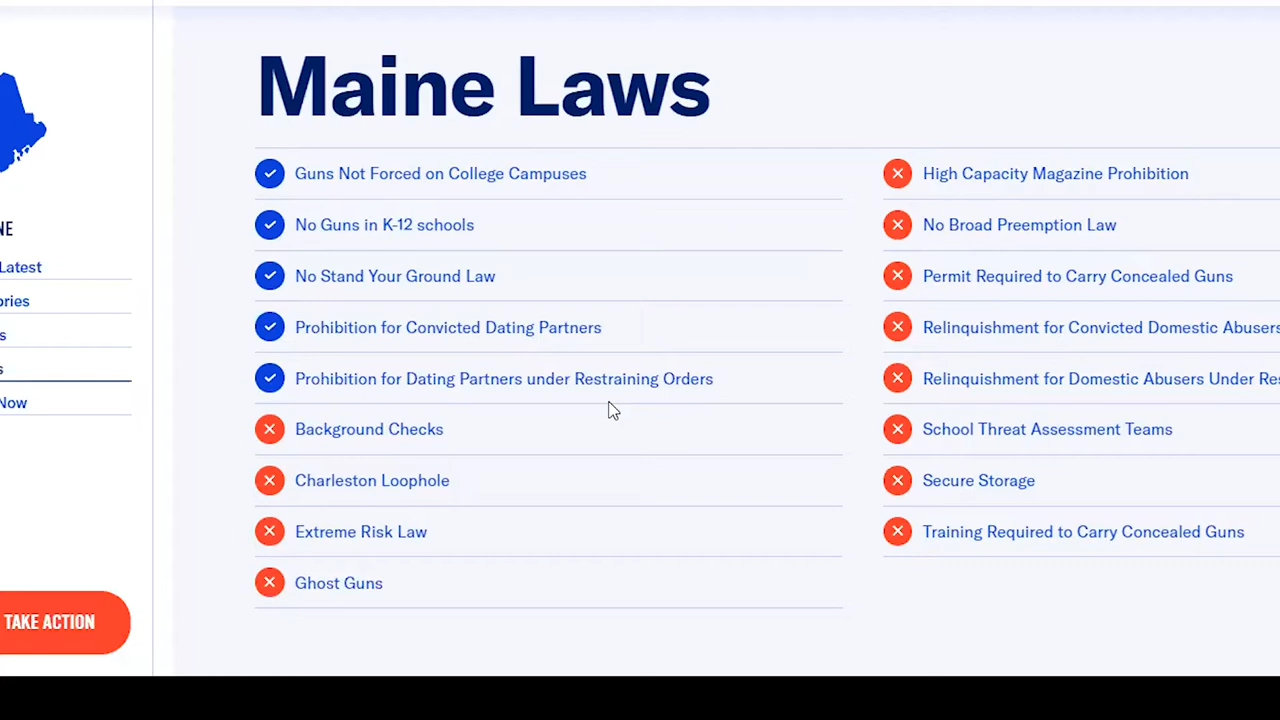 Maine Laws
NE
Latest
ories
s
s
Now
TAKE ACTION
Guns Not Forced on College Campuses
No Guns in K-12 schools
No Stand Your Ground Law
Prohibition for Convicted Dating Partners
Prohibition for Dating Partners under Restraining Orders
Background Checks
Charleston Loophole
Extreme Risk Law
Ghost Guns
High Capacity Magazine Prohibition
No Broad Preemption Law
Permit Required to Carry Concealed Guns
Relinquishment for Convicted Domestic Abusers
Relinquishment for Domestic Abusers Under Res
School Threat Assessment Teams
Secure Storage
Training Required to Carry Concealed Guns